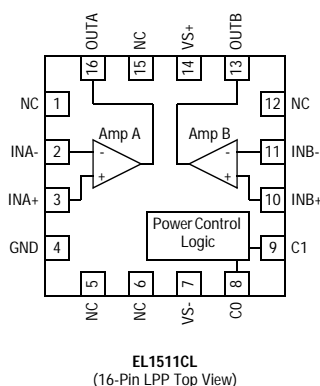 OUTA NC VS+ OUTB
16 15 14 13
NC 1 12 NC
Amp A Amp B
INA- 2 - - 11 INB-
INA+ 3 + + 10 INB+
Power Control
Logic
GND 4 9 C1
5 6 7 8
NC NC VS- C0
EL1511CL
(16-Pin LPP Top View)